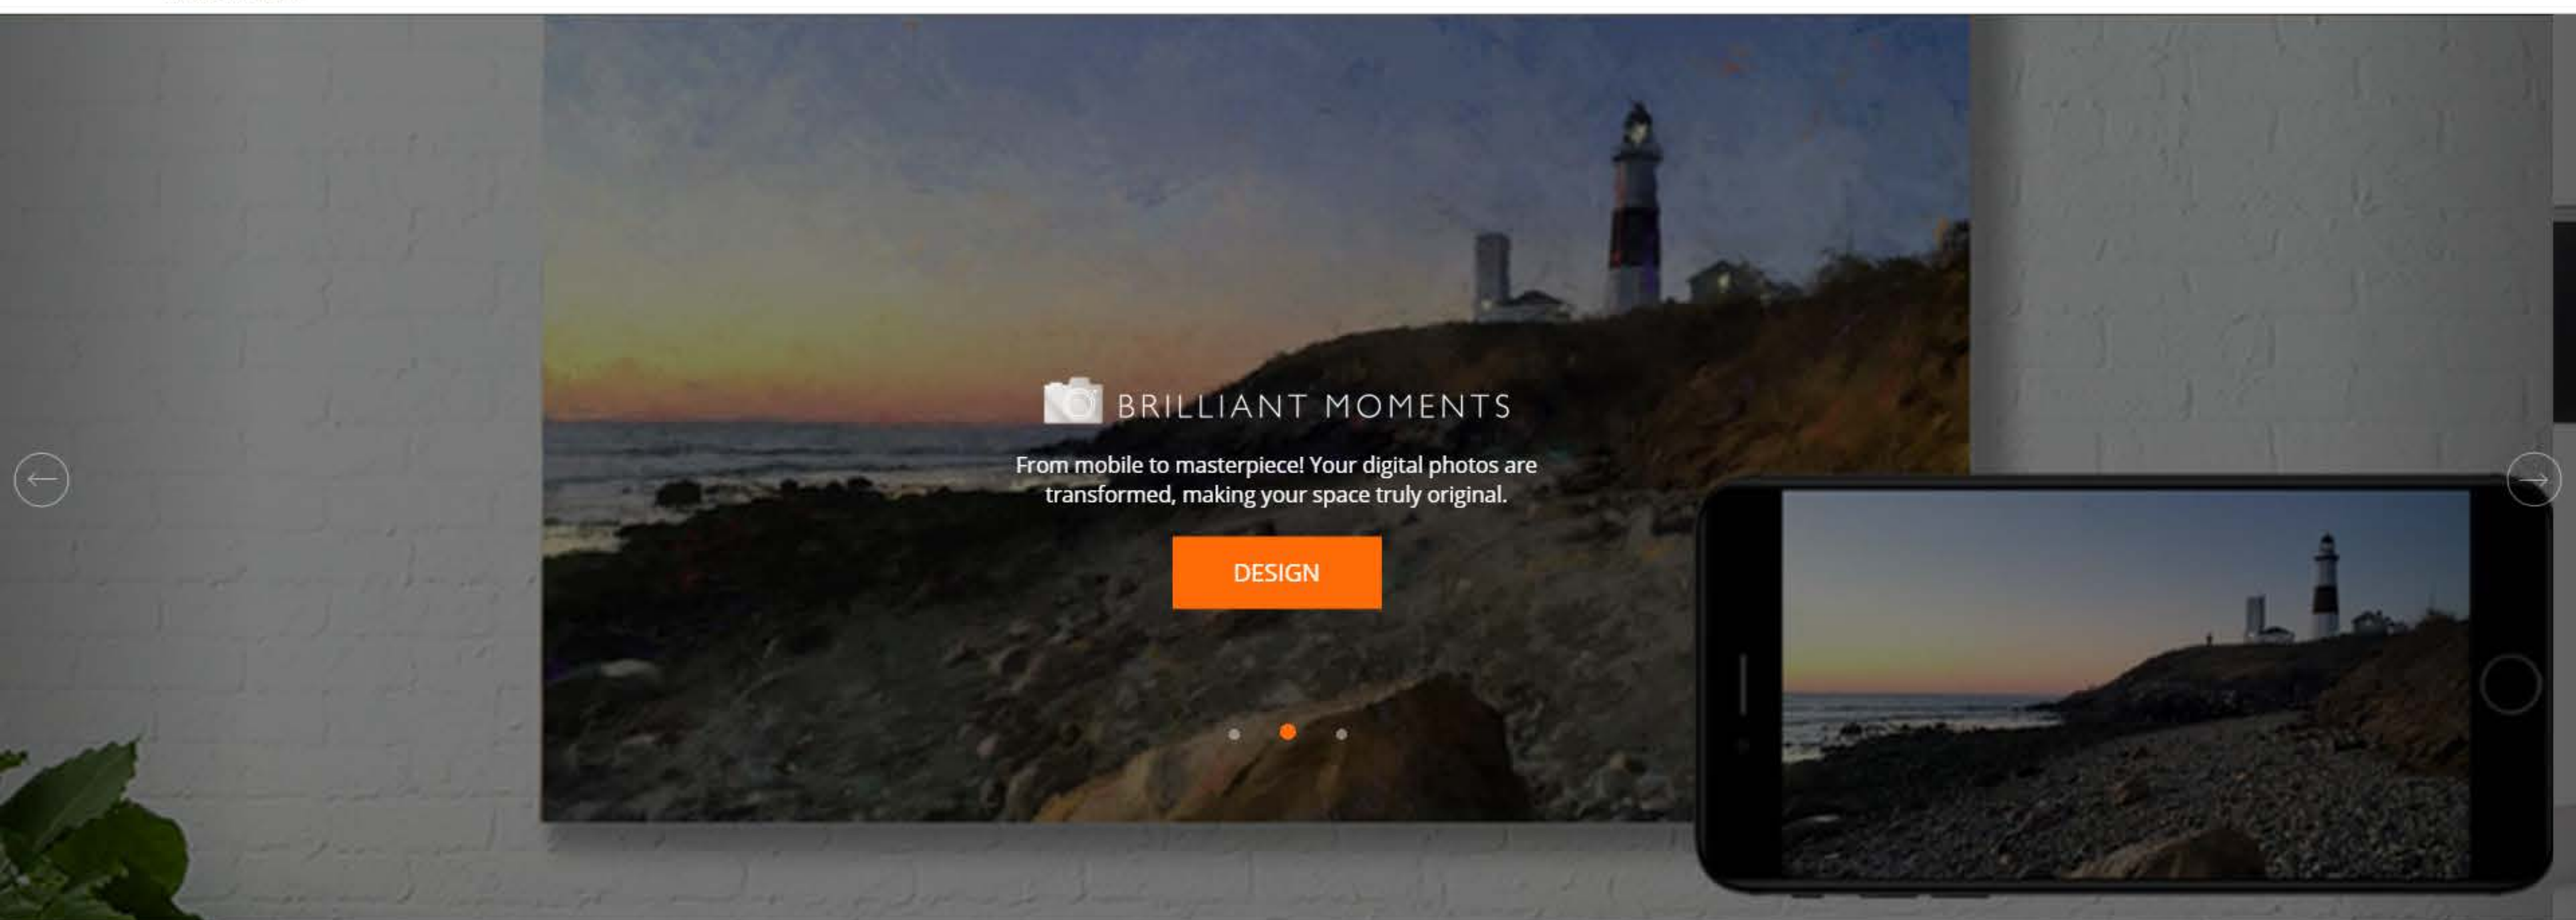 BRILLIANT MOMENTS
From mobile to masterpiece! Your digital photos are
transformed, making your space truly original.
DESIGN